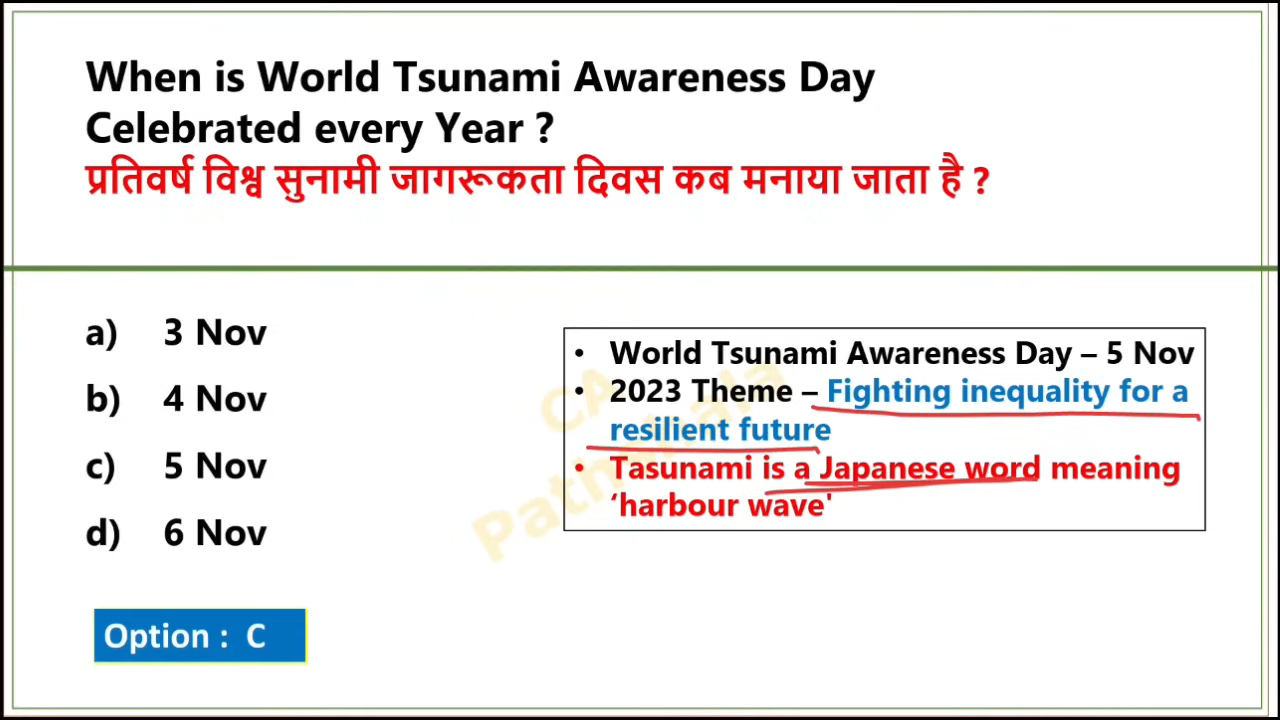 When is World Tsunami Awareness Day
Celebrated every Year ?
प्रतिवर्ष विश्व सुनामी जागरूकता दिवस कब मनाया जाता है ?
a) 3 Nov
b) 4 Nov
c) 5 Nov
d) 6 Nov
• World Tsunami Awareness Day – 5 Nov
• 2023 Theme – Fighting inequality for a
resilient future
• Tasunami is a Japanese word meaning
‘harbour wave'
CA
Pathshala
Option : C